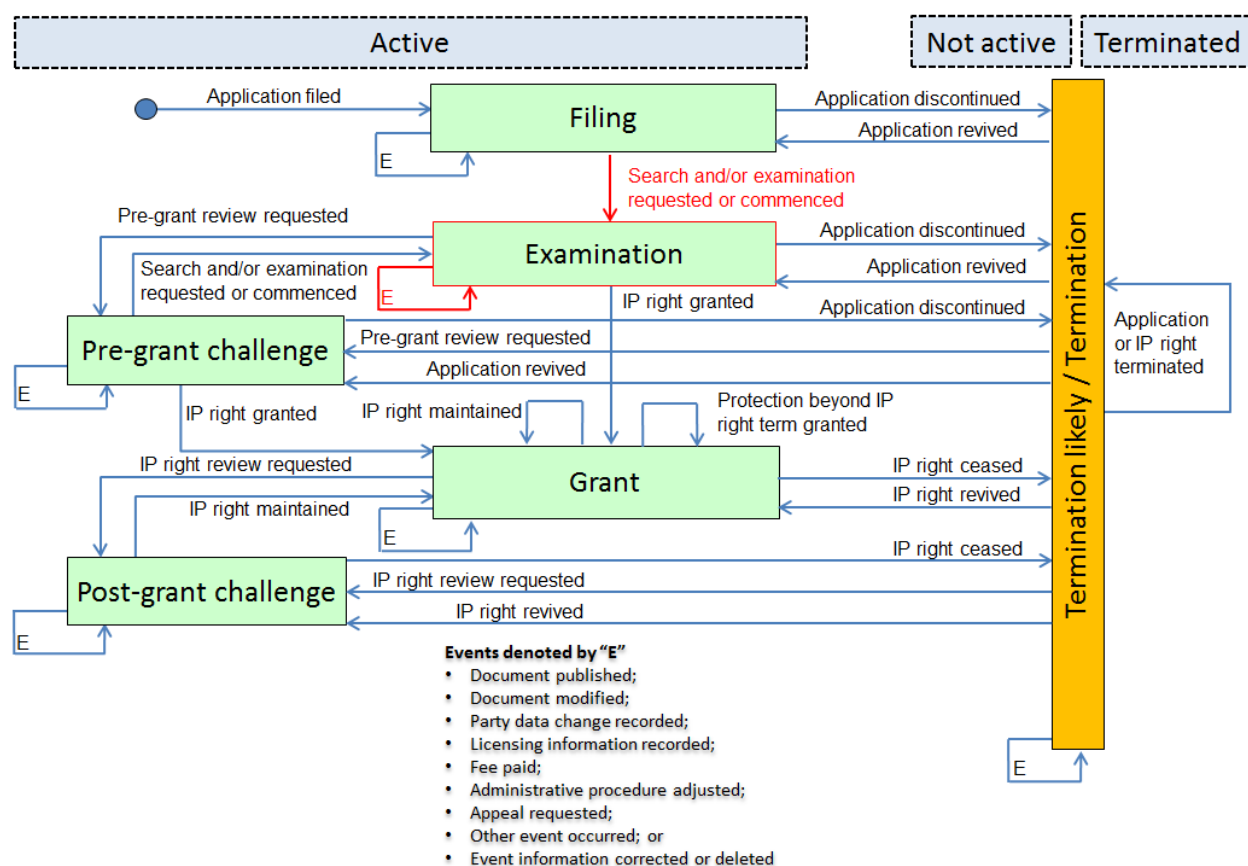 Active
Not active
Terminated
Application filed
Filing
Application discontinued
Application revived
E
Search and/or examination
requested or commenced
Pre-grant review requested
Examination
Application discontinued
Application revived
Search and/or examination
requested or commenced
E
IP right granted
Application discontinued
Pre-grant challenge
Pre-grant review requested
Application revived
E
IP right granted
IP right maintained
Protection beyond IP
right term granted
Application
or IP right
terminated
Termination likely / Termination
IP right review requested
Grant
IP right ceased
IP right revived
IP right maintained
E
IP right ceased
Post-grant challenge
IP right review requested
IP right revived
E
Events denoted by “E”
• Document published;
• Document modified;
• Party data change recorded;
• Licensing information recorded;
• Fee paid;
• Administrative procedure adjusted;
• Appeal requested;
• Other event occurred; or
• Event information corrected or deleted
E